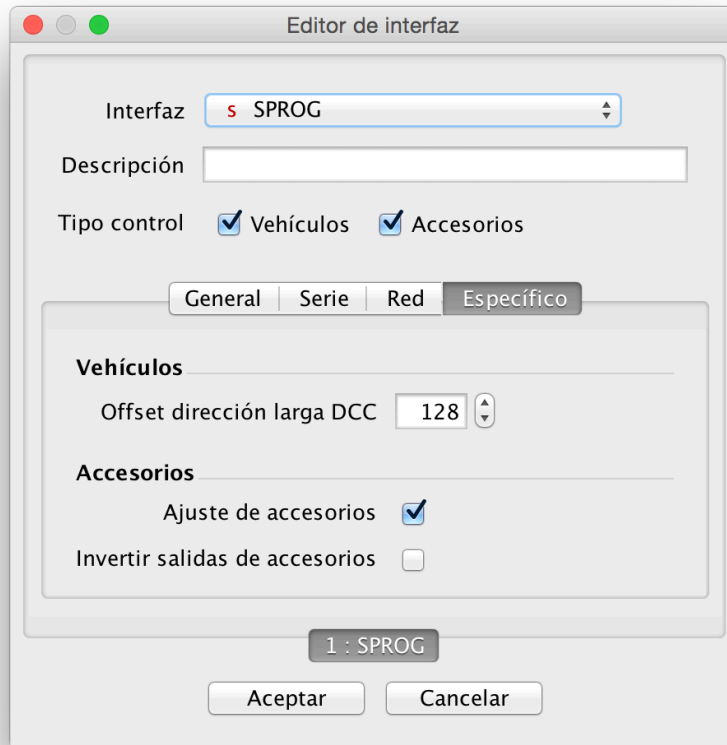 Editor de interfaz
Interfaz S SPROG
Descripción
Tipo control Vehículos Accesorios
General Serie Red Específico
Vehículos
Offset dirección larga DCC 128
Accesorios
Ajuste de accesorios
Invertir salidas de accesorios
1 : SPROG
Aceptar Cancelar